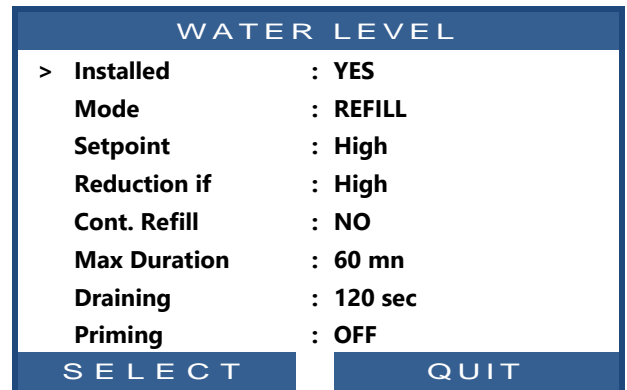 WATER LEVEL
> Installed : YES
Mode : REFILL
Setpoint : High
Reduction if : High
Cont. Refill : NO
Max Duration : 60 mn
Draining : 120 sec
Priming : OFF
SELECT QUIT